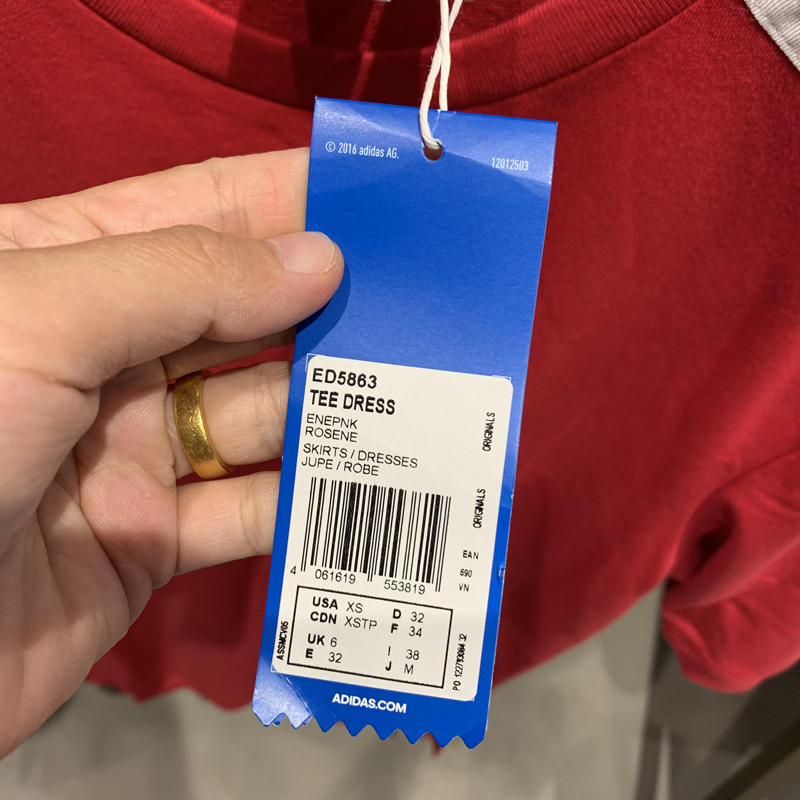 © 2016 adidas AG.
12012503
ED5863
TEE DRESS
ENEPNK
ROSENE
SKIRTS / DRESSES
JUPE / ROBE
ORIGINALS
ORIGINALS
EAN
690
VN
4 061619 553819
USA XS D 32
CDN XSTP F 34
UK 6 I 38
E 32 J M
ASSMCV05
ADIDAS.COM